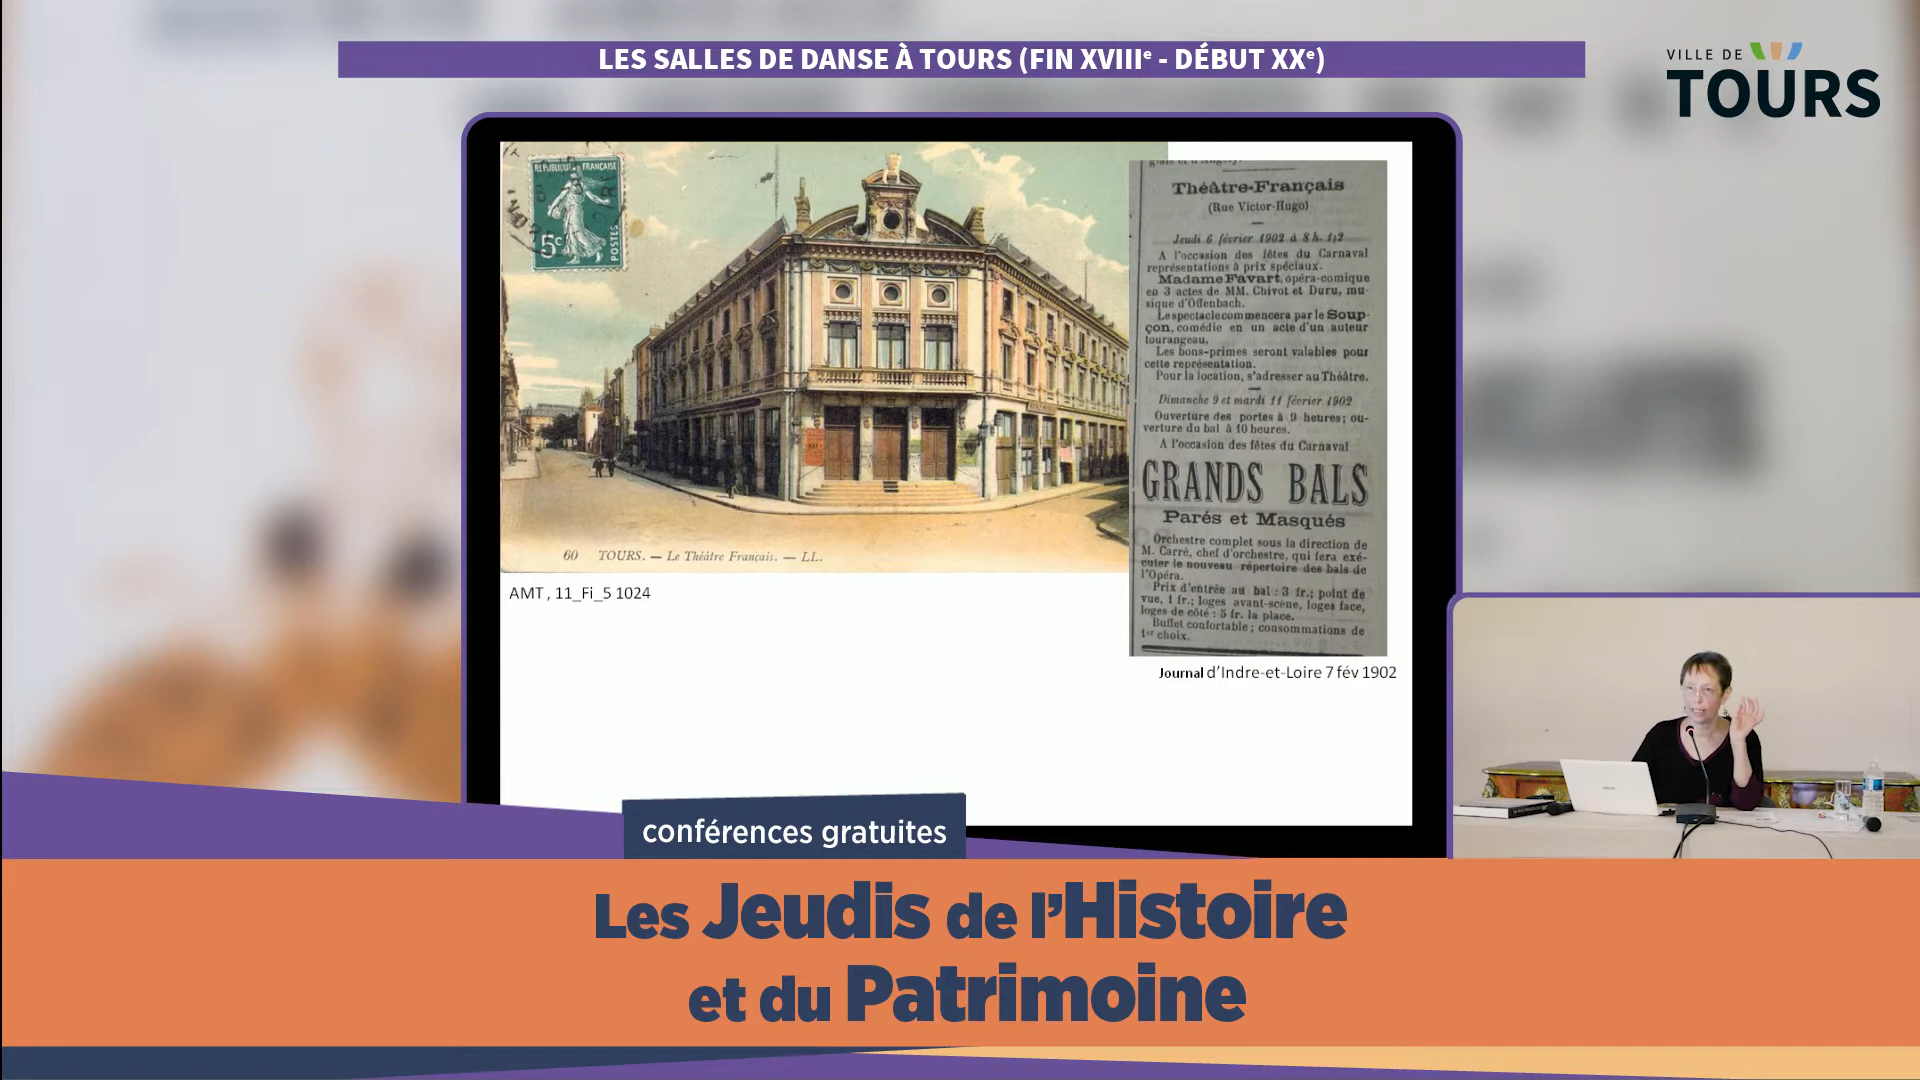 LES SALLES DE DANSE À TOURS (FIN XVIIIᵉ - DÉBUT XXᵉ)
VILLE DE
TOURS
REPUBLIQUE FRANÇAISE
5c
POSTES
60 TOURS. — Le Théâtre Français. — LL.
AMT , 11_Fi_5 1024
Théâtre-Français
(Rue Victor-Hugo)
Jeudi 6 février 1902 à 8 h. 1/2
A l'occasion des fêtes du Carnaval
représentations à prix spéciaux.
Madame Favart, opéra-comique
en 3 actes de MM. Chivot et Duru, mu-
sique d'Offenbach.
Le spectacle commencera par le Soup-
çon, comédie en un acte d'un auteur
tourangeau.
Les bons-primes seront valables pour
cette représentation.
Pour la location, s'adresser au Théâtre.
Dimanche 9 et mardi 11 février 1902
Ouverture des portes à 9 heures; ou-
verture du bal à 10 heures.
A l'occasion des fêtes du Carnaval
GRANDS BALS
Parés et Masqués
Orchestre complet sous la direction de
M. Carré, chef d'orchestre, qui fera exé-
cuter le nouveau répertoire des bals de
l'Opéra.
Prix d'entrée au bal : 3 fr.; point de
vue, 1 fr.; loges avant-scène, loges face,
loges de côté : 5 fr. la place.
Buffet confortable ; consommations de
1er choix.
Journal d'Indre-et-Loire 7 fév 1902
conférences gratuites
Les Jeudis de l'Histoire
et du Patrimoine